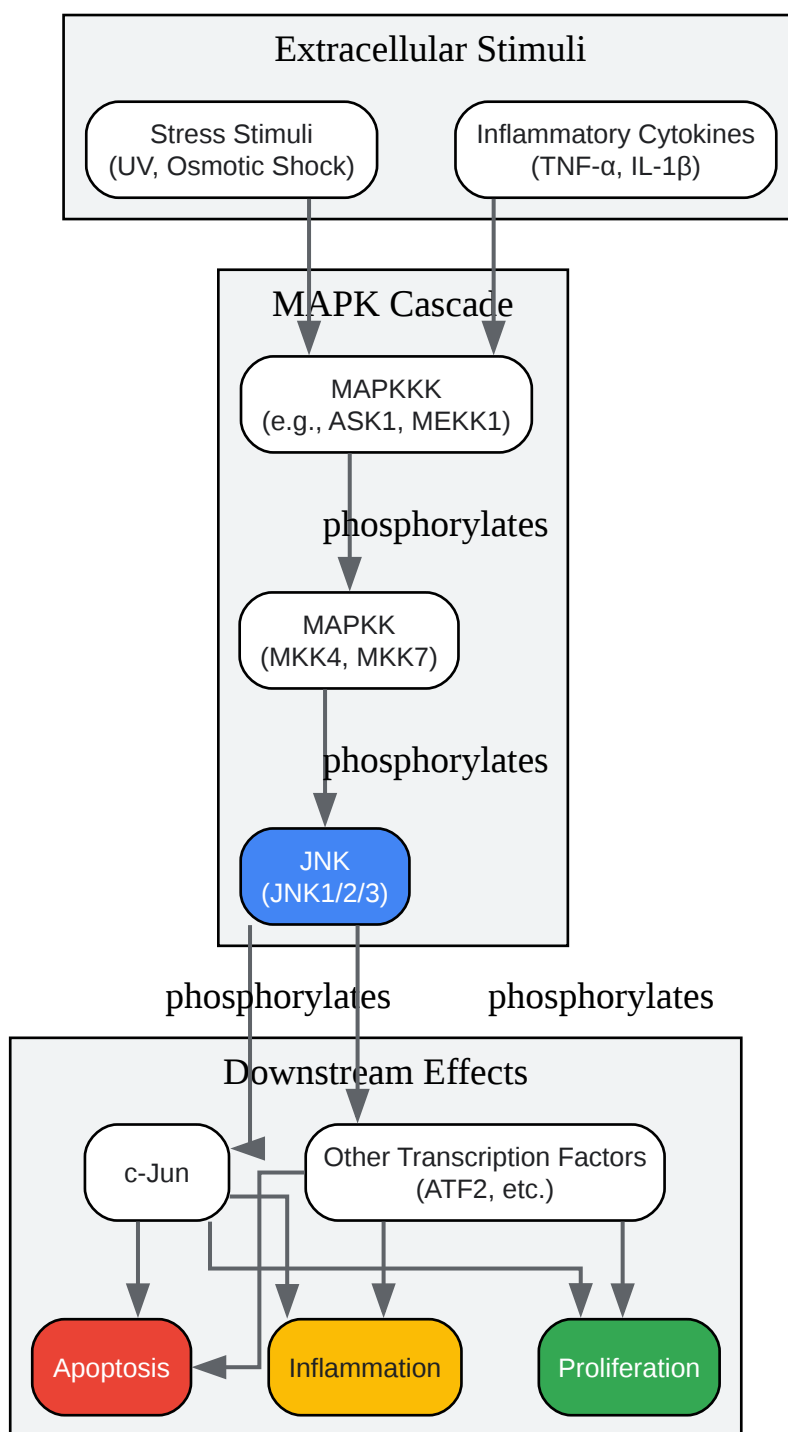 Extracellular Stimuli
Stress Stimuli
(UV, Osmotic Shock)
Inflammatory Cytokines
(TNF-α, IL-1β)
MAPK Cascade
MAPKKK
(e.g., ASK1, MEKK1)
phosphorylates
MAPKK
(MKK4, MKK7)
phosphorylates
JNK
(JNK1/2/3)
phosphorylates
phosphorylates
Downstream Effects
c-Jun
Other Transcription Factors
(ATF2, etc.)
Apoptosis
Inflammation
Proliferation